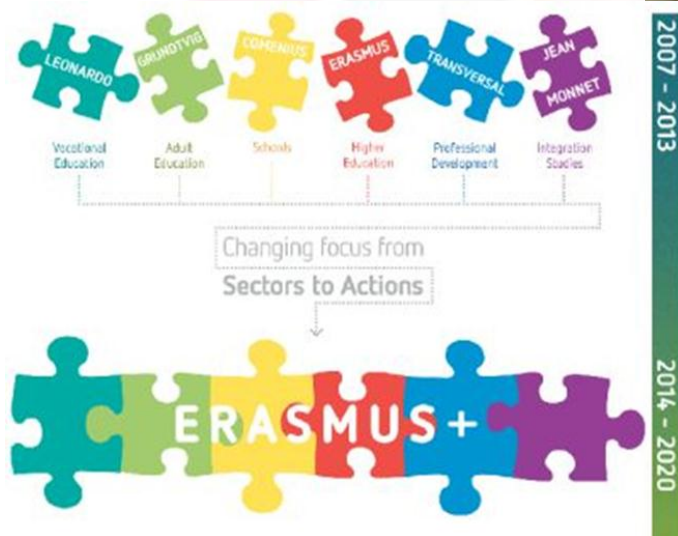 LEONARDO
GRUNDTVIG
COMENIUS
ERASMUS
TRANSVERSAL
JEAN
MONNET
Vocational
Education
Adult
Education
Schools
Higher
Education
Professional
Development
Integration
Studies
2007 - 2013
Changing focus from
Sectors to Actions
ERASMUS+
2014 - 2020